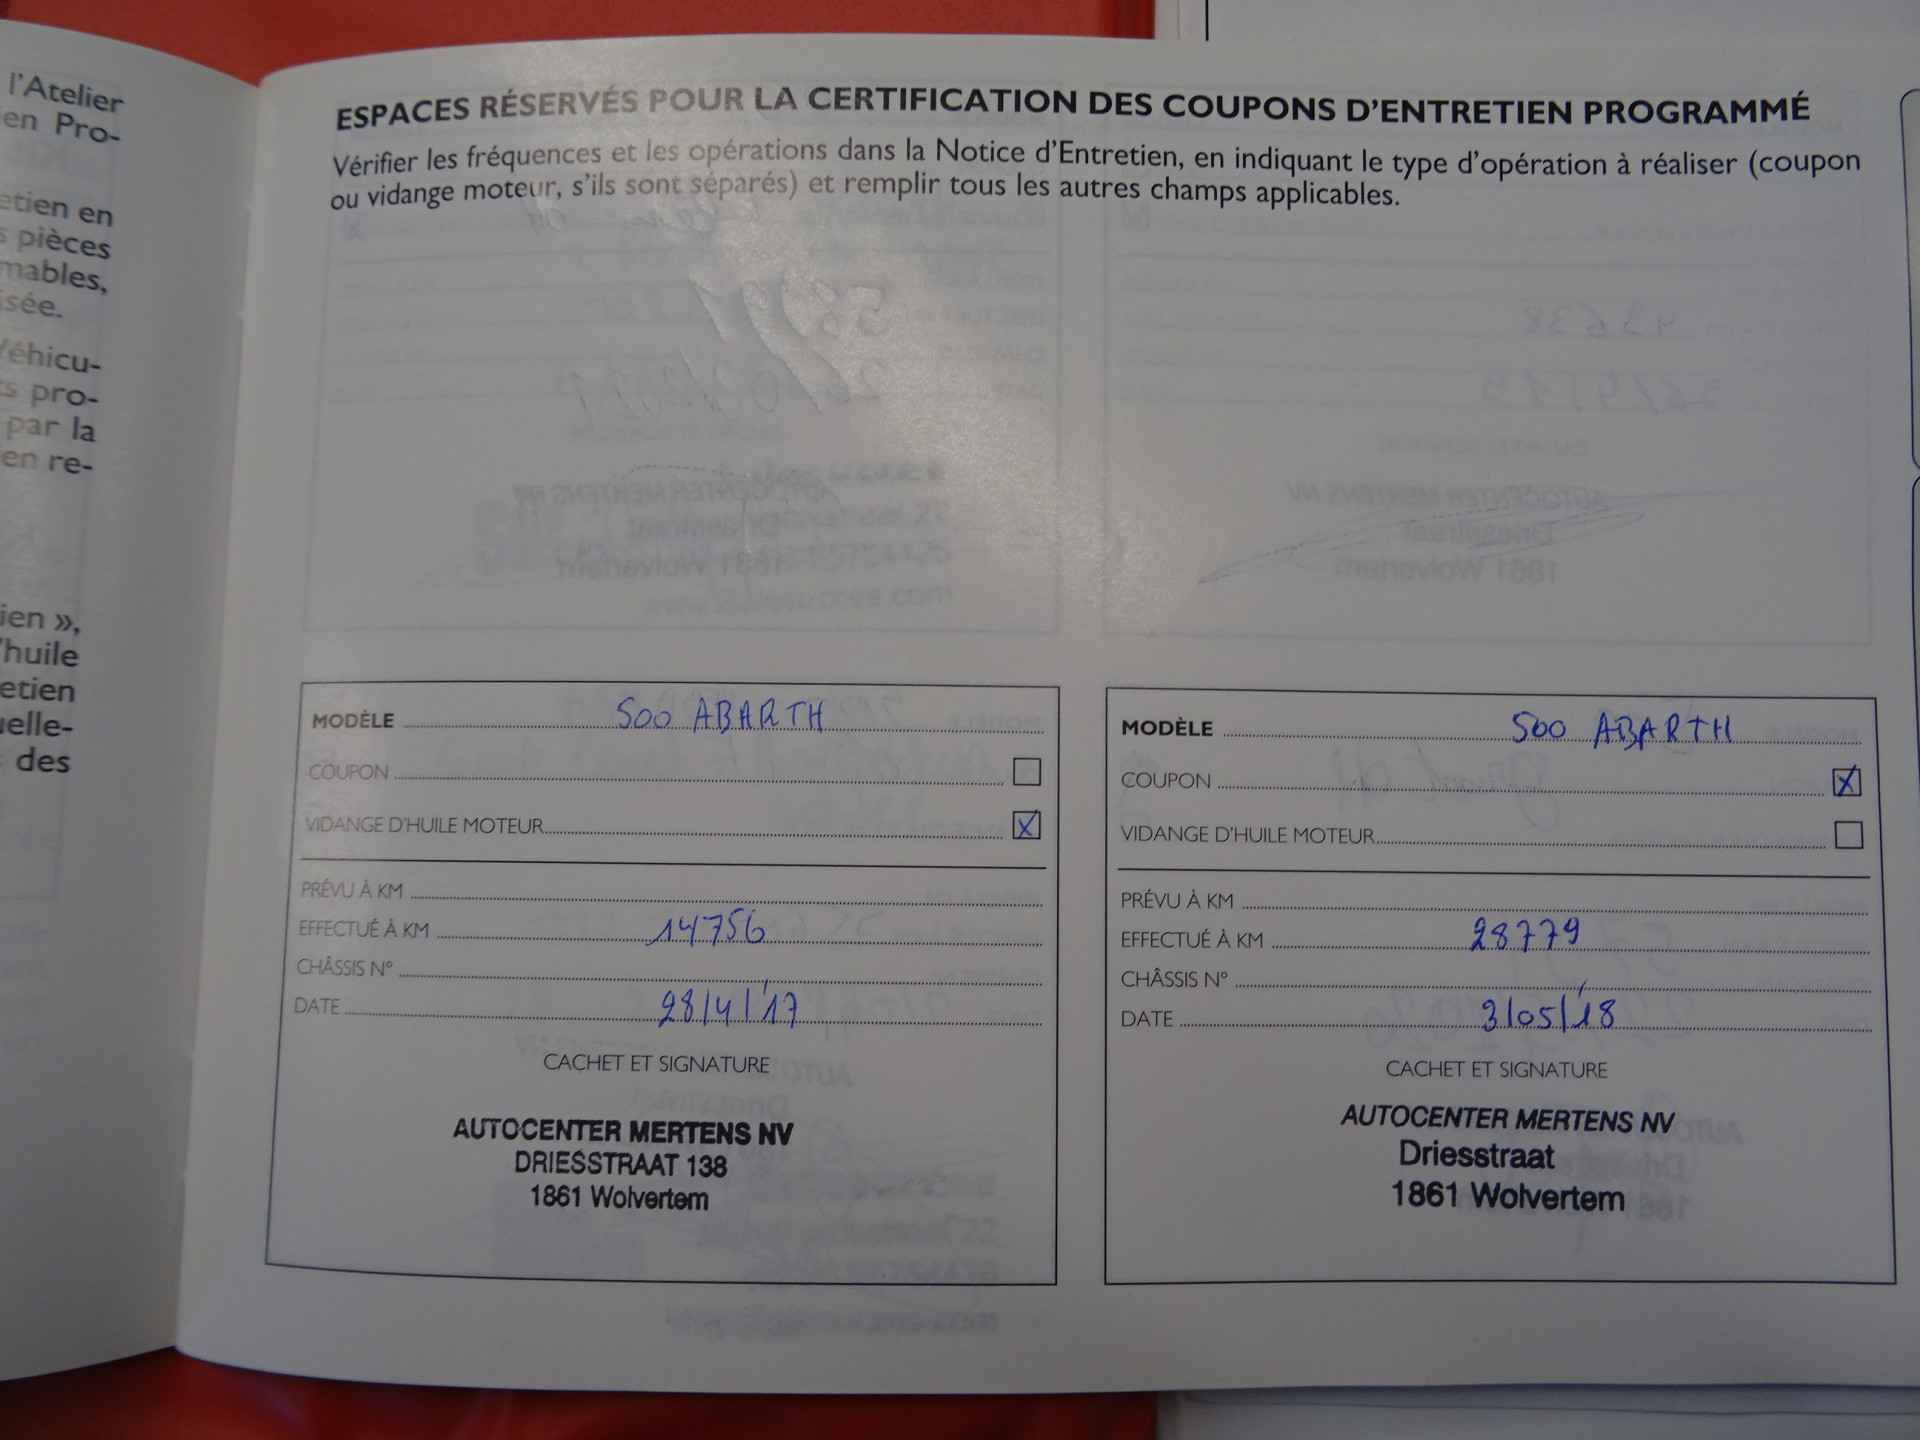 l'Atelier
en Pro-
etien en
s pièces
mables,
isée.
Véhicu-
ts pro-
par la
en re-
ien »,
'huile
etien
uelle-
des
ESPACES RÉSERVÉS POUR LA CERTIFICATION DES COUPONS D'ENTRETIEN PROGRAMMÉ
Vérifier les fréquences et les opérations dans la Notice d'Entretien, en indiquant le type d'opération à réaliser (coupon
ou vidange moteur, s'ils sont séparés) et remplir tous les autres champs applicables.
MODÈLE 500 ABARTH
COUPON
VIDANGE D'HUILE MOTEUR X
PRÉVU À KM
EFFECTUÉ À KM 14756
CHÂSSIS N°
DATE 28/4/'17
CACHET ET SIGNATURE
AUTOCENTER MERTENS NV
DRIESSTRAAT 138
1861 Wolvertem
MODÈLE 500 ABARTH
COUPON X
VIDANGE D'HUILE MOTEUR
PRÉVU À KM
EFFECTUÉ À KM 28779
CHÂSSIS N°
DATE 3/05/'18
CACHET ET SIGNATURE
AUTOCENTER MERTENS NV
Driesstraat
1861 Wolvertem